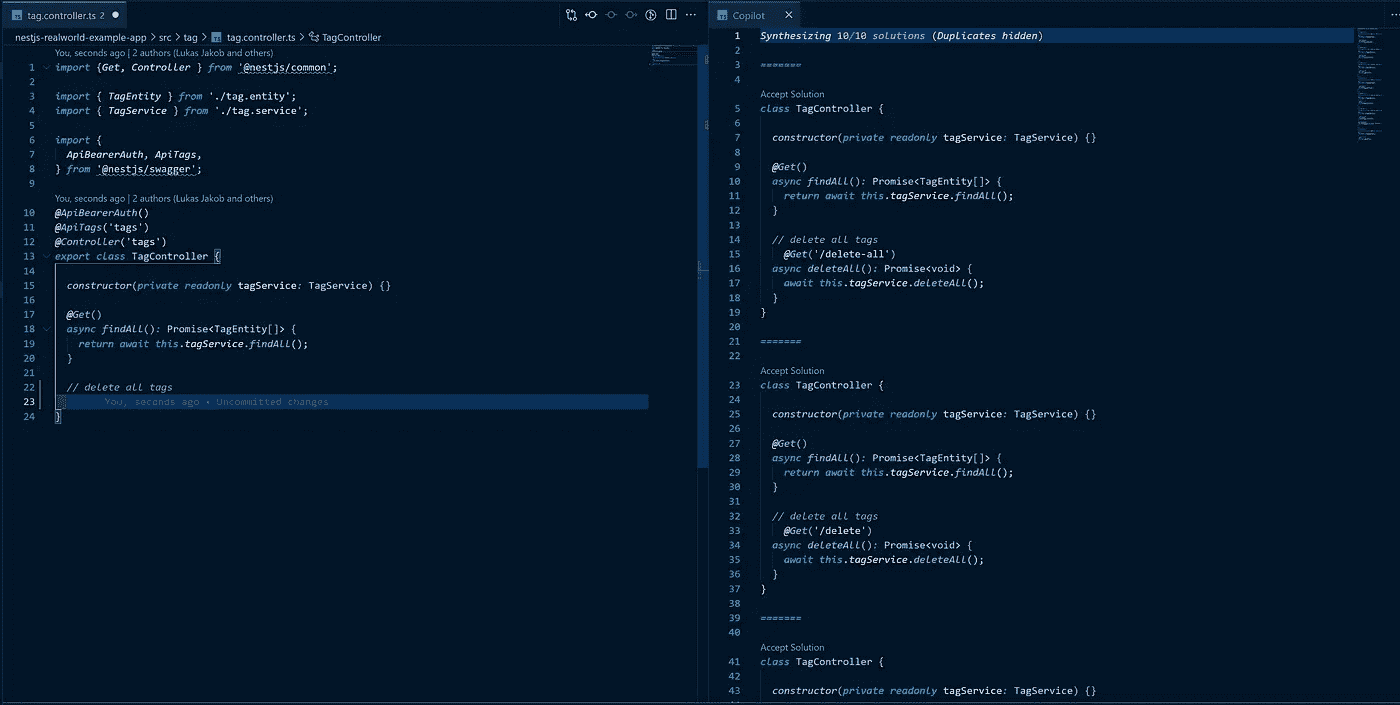 tag.controller.ts 2
nestjs-realworld-example-app > src > tag > tag.controller.ts > TagController
You, seconds ago | 2 authors (Lukas Jakob and others)
1 import {Get, Controller } from '@nestjs/common';
2
3 import { TagEntity } from './tag.entity';
4 import { TagService } from './tag.service';
5
6 import {
7 ApiBearerAuth, ApiTags,
8 } from '@nestjs/swagger';
9
You, seconds ago | 2 authors (Lukas Jakob and others)
10 @ApiBearerAuth()
11 @ApiTags('tags')
12 @Controller('tags')
13 export class TagController {
14
15 constructor(private readonly tagService: TagService) {}
16
17 @Get()
18 async findAll(): Promise<TagEntity[]> {
19 return await this.tagService.findAll();
20 }
21
22 // delete all tags
23 You, seconds ago • Uncommitted changes
24 }
Copilot
1 Synthesizing 10/10 solutions (Duplicates hidden)
2
3 =======
4
Accept Solution
5 class TagController {
6
7 constructor(private readonly tagService: TagService) {}
8
9 @Get()
10 async findAll(): Promise<TagEntity[]> {
11 return await this.tagService.findAll();
12 }
13
14 // delete all tags
15 @Get('/delete-all')
16 async deleteAll(): Promise<void> {
17 await this.tagService.deleteAll();
18 }
19 }
20
21 =======
22
Accept Solution
23 class TagController {
24
25 constructor(private readonly tagService: TagService) {}
26
27 @Get()
28 async findAll(): Promise<TagEntity[]> {
29 return await this.tagService.findAll();
30 }
31
32 // delete all tags
33 @Get('/delete')
34 async deleteAll(): Promise<void> {
35 await this.tagService.deleteAll();
36 }
37 }
38
39 =======
40
Accept Solution
41 class TagController {
42
43 constructor(private readonly tagService: TagService) {}